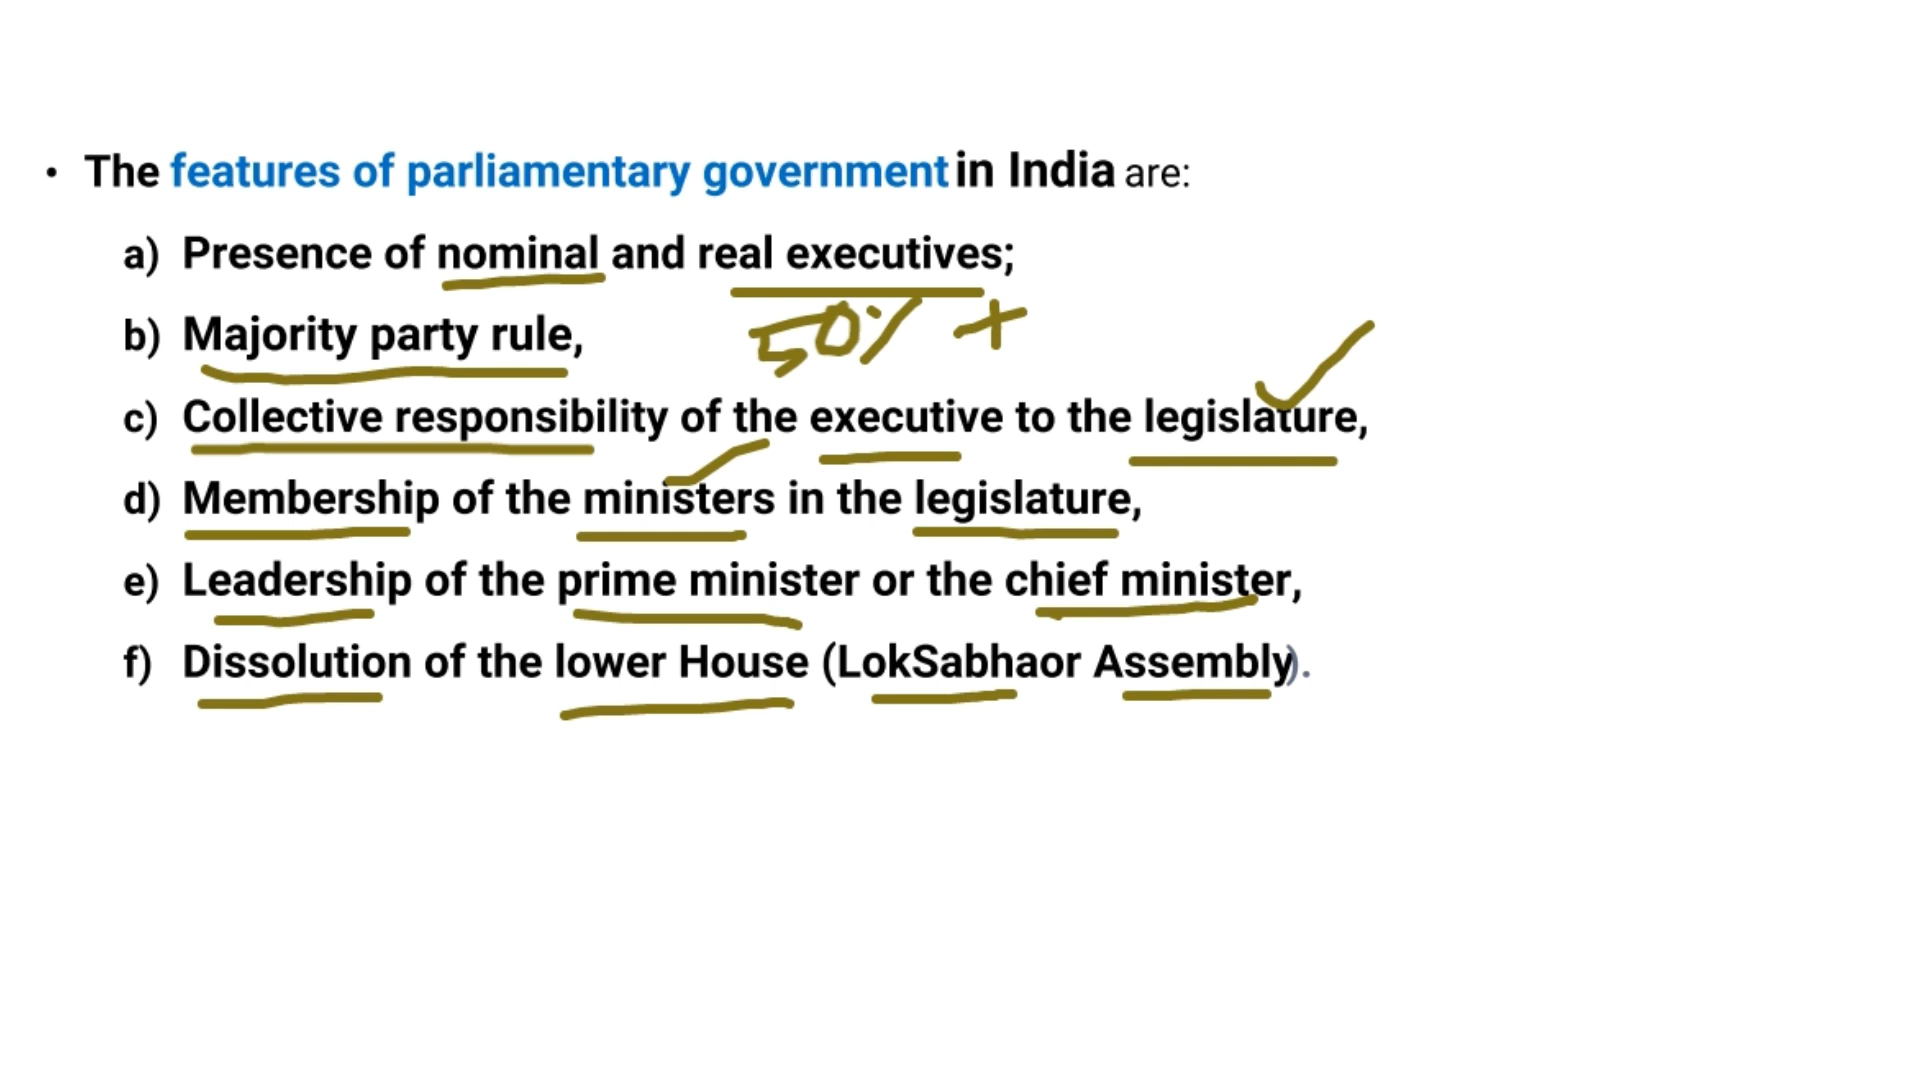 • The features of parliamentary government in India are:
a) Presence of nominal and real executives;
b) Majority party rule, 50% +
c) Collective responsibility of the executive to the legislature,
d) Membership of the ministers in the legislature,
e) Leadership of the prime minister or the chief minister,
f) Dissolution of the lower House (LokSabhaor Assembly).